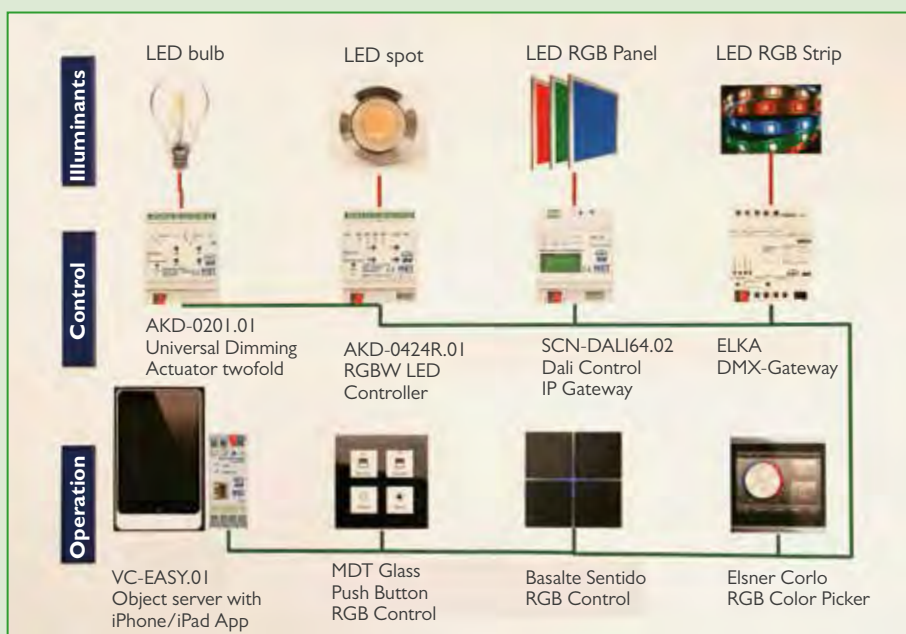 Illuminants
LED bulb
LED spot
LED RGB Panel
LED RGB Strip
Control
AKD-0201.01
Universal Dimming
Actuator twofold
AKD-0424R.01
RGBW LED
Controller
SCN-DALI64.02
Dali Control
IP Gateway
ELKA
DMX-Gateway
Operation
VC-EASY.01
Object server with
iPhone/iPad App
MDT Glass
Push Button
RGB Control
Basalte Sentido
RGB Control
Elsner Corlo
RGB Color Picker